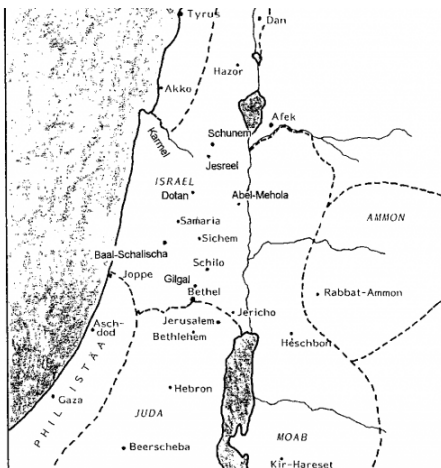 Tyrus
Dan
Hazor
Akko
Afek
Karmel
Schunem
Jesreel
ISRAEL
Dotan
Abel-Mehola
AMMON
Samaria
Sichem
Baal-Schalischa
Schilo
Joppe
Gilgal
Bethel
Rabbat-Ammon
Jericho
Asch-
dod
Jerusalem
Bethlehem
Heschbon
PHILISTÄA
Gaza
Hebron
JUDA
MOAB
Beerscheba
Kir-Hareset